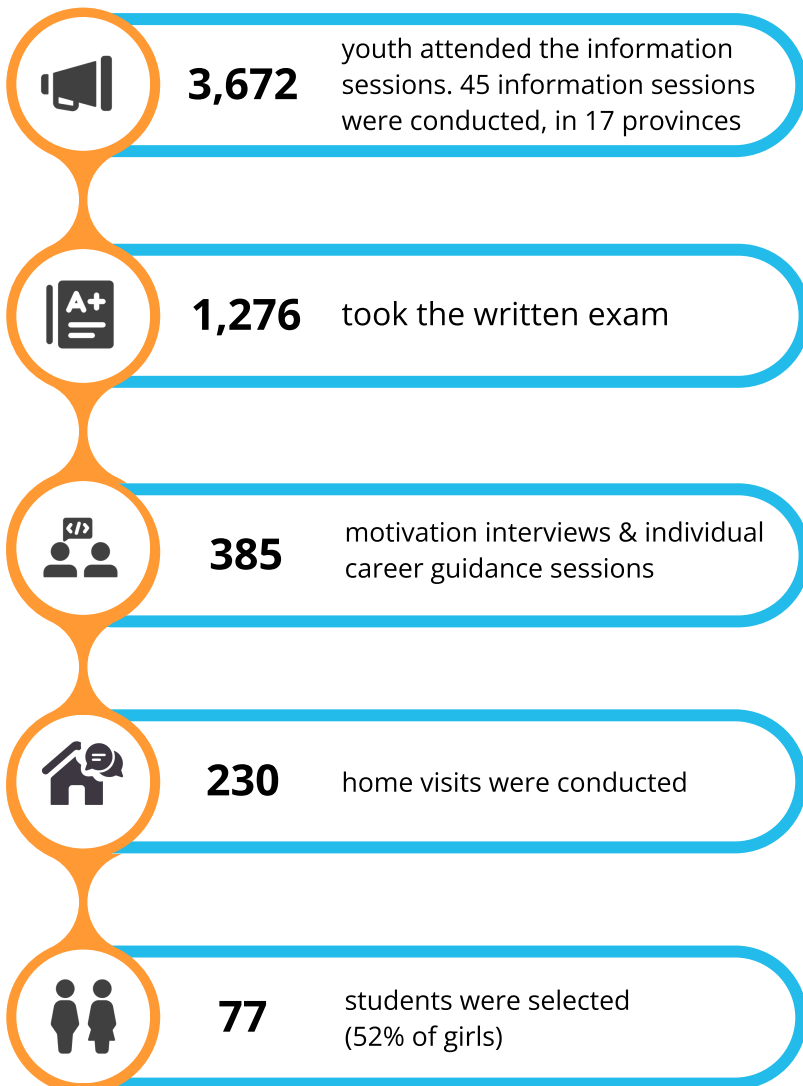 3,672
youth attended the information
sessions. 45 information sessions
were conducted, in 17 provinces
A+
1,276
took the written exam
</>
385
motivation interviews & individual
career guidance sessions
230
home visits were conducted
77
students were selected
(52% of girls)